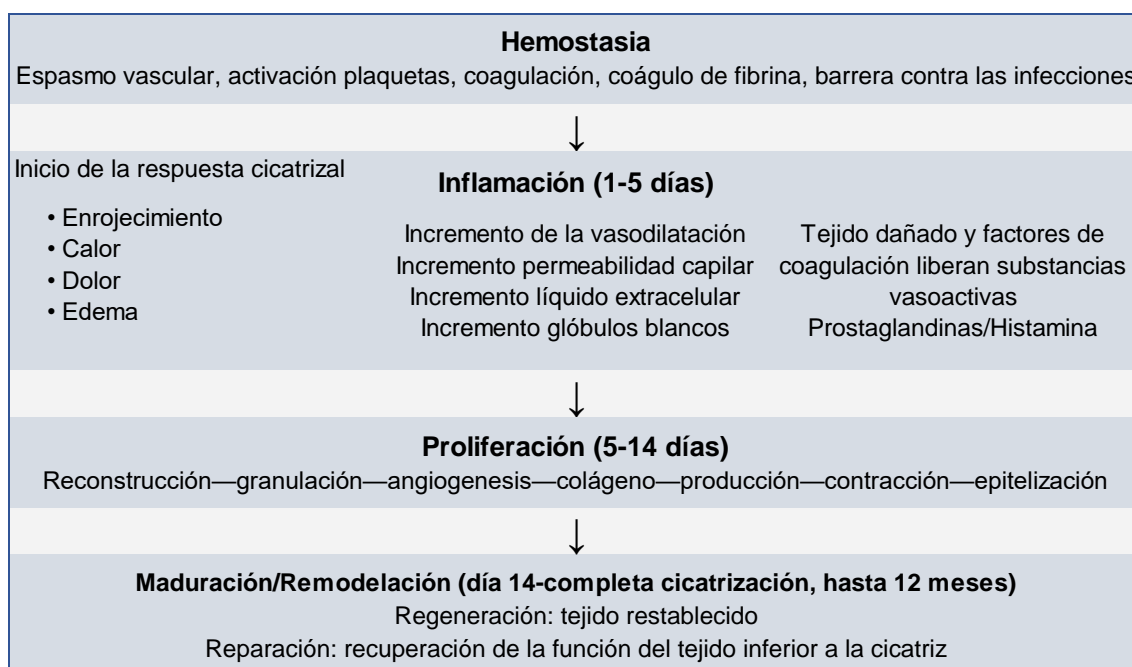 Hemostasia
Espasmo vascular, activación plaquetas, coagulación, coágulo de fibrina, barrera contra las infecciones
↓
Inicio de la respuesta cicatrizal
• Enrojecimiento
• Calor
• Dolor
• Edema
Inflamación (1-5 días)
Incremento de la vasodilatación
Incremento permeabilidad capilar
Incremento líquido extracelular
Incremento glóbulos blancos
Tejido dañado y factores de
coagulación liberan substancias
vasoactivas
Prostaglandinas/Histamina
↓
Proliferación (5-14 días)
Reconstrucción—granulación—angiogenesis—colágeno—producción—contracción—epitelización
↓
Maduración/Remodelación (día 14-completa cicatrización, hasta 12 meses)
Regeneración: tejido restablecido
Reparación: recuperación de la función del tejido inferior a la cicatriz